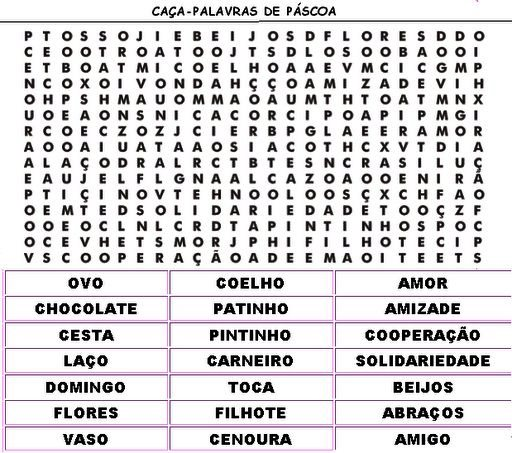 CAÇA-PALAVRAS DE PÁSCOA
P T O S S O J I E B E I J O S D F L O R E S D D O
C E O O T R O A T O O J T S D L O S O O B A O O I
E T B O A T M I C O E L H O A A E V M C I C G M P
N C O X O I V O N D A H Ç Ç O A M I Z A D E V I H
O H P S H M A U O M M A O A U M T H T O A T M N X
U O E A O N S N I C A C O R C I P O A P I P M G I
R C O E C Z O Z J C I E R B P G L A E E R A M O R
A O O A I U A T A A O S I A C O T H C X V T D I A
A L A Ç O D R A L R C T B T E S N C R A S I L U Ç
E A U J E L F L G N A A L C A Z O A O O E N I R Ã
P T I Ç I N O V T E H N O O L O O S Ç X C H F A O
O E M T E D S O L I D A R I E D A D E T O O Ç Z F
O O E O C L N L C R D T A P I N T I N H O S P O C
O C E V H E T S M O R J P H I F I L H O T E C I P
V S C O O P E R A Ç Ã O A D E E M A O I T E E T S
OVO COELHO AMOR
CHOCOLATE PATINHO AMIZADE
CESTA PINTINHO COOPERAÇÃO
LAÇO CARNEIRO SOLIDARIEDADE
DOMINGO TOCA BEIJOS
FLORES FILHOTE ABRAÇOS
VASO CENOURA AMIGO